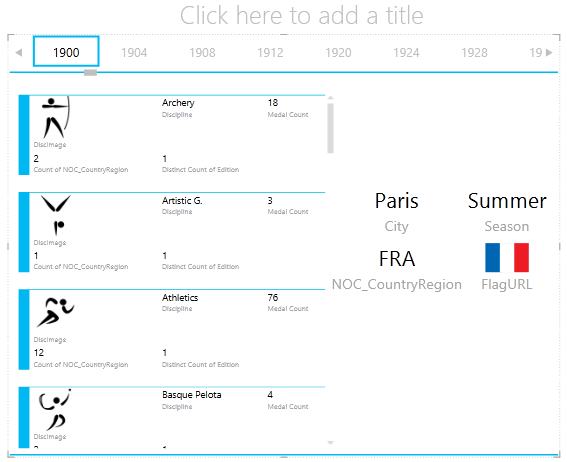 Click here to add a title
1900 1904 1908 1912 1920 1924 1928 19
DiscImage
Archery
Discipline
18
Medal Count
2
Count of NOC_CountryRegion
1
Distinct Count of Edition
DiscImage
Artistic G.
Discipline
3
Medal Count
1
Count of NOC_CountryRegion
1
Distinct Count of Edition
DiscImage
Athletics
Discipline
76
Medal Count
12
Count of NOC_CountryRegion
1
Distinct Count of Edition
DiscImage
Basque Pelota
Discipline
4
Medal Count
Paris
City
Summer
Season
FRA
NOC_CountryRegion
FlagURL